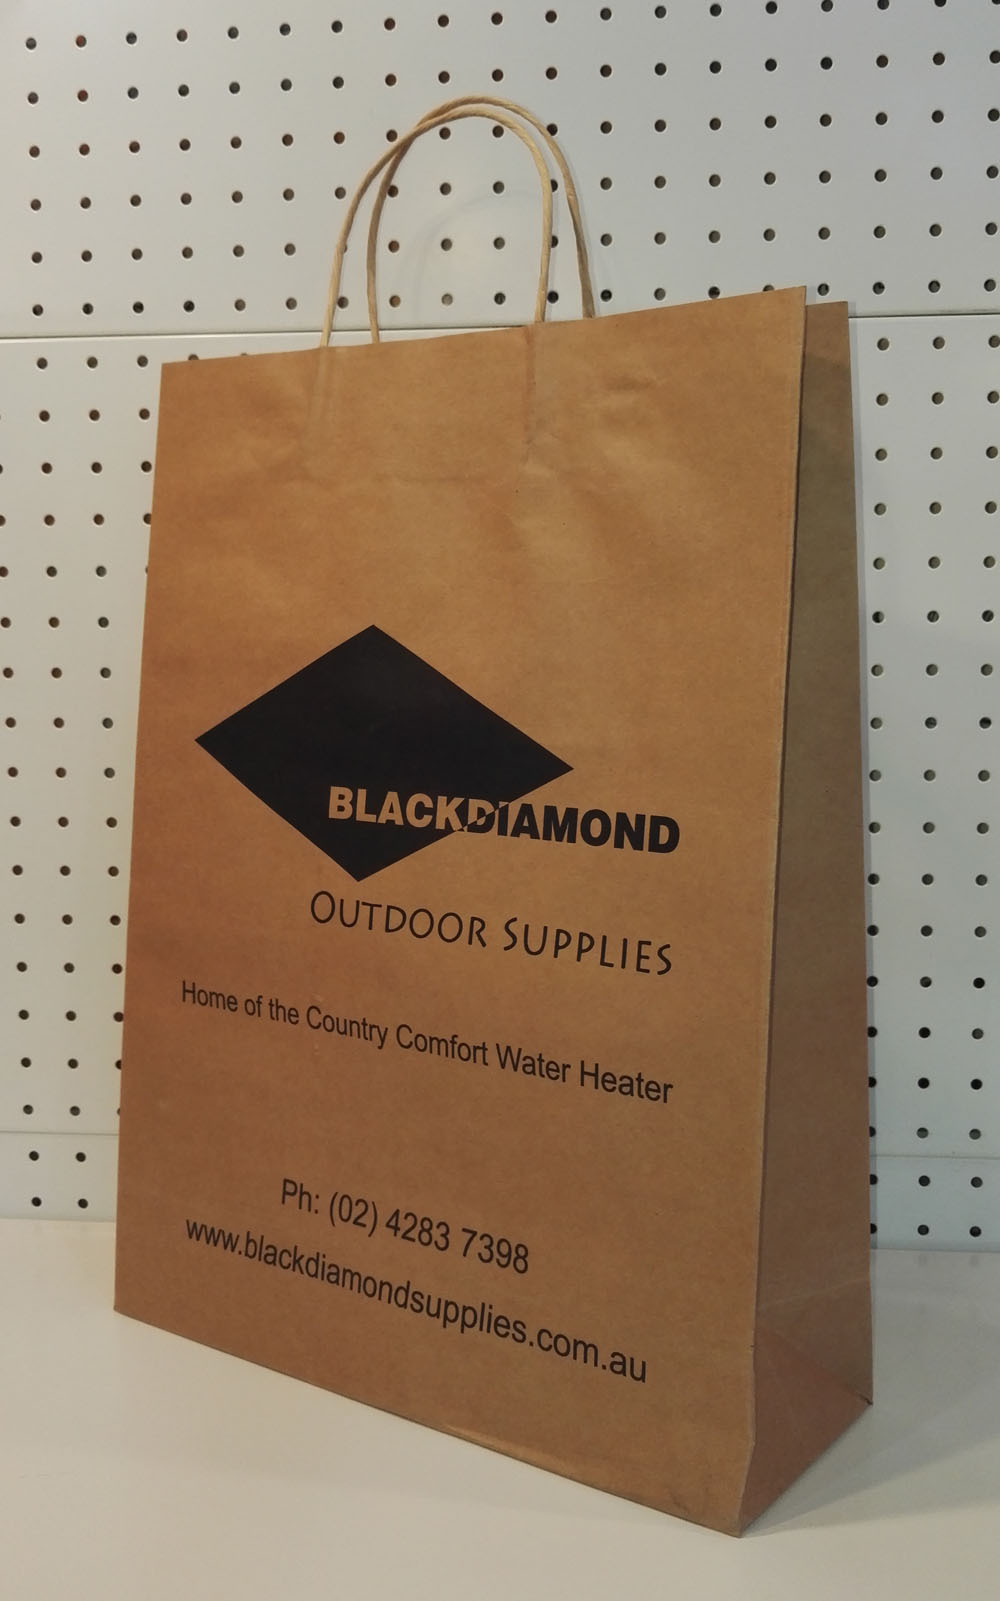 BLACKDIAMOND
OUTDOOR SUPPLIES
Home of the Country Comfort Water Heater
Ph: (02) 4283 7398
www.blackdiamondsupplies.com.au